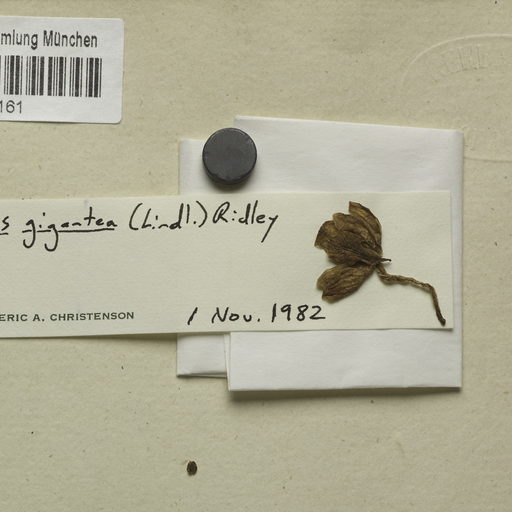 mlung München
161
s gigantea (Lindl.) Ridley
ERIC A. CHRISTENSON
1 Nov. 1982